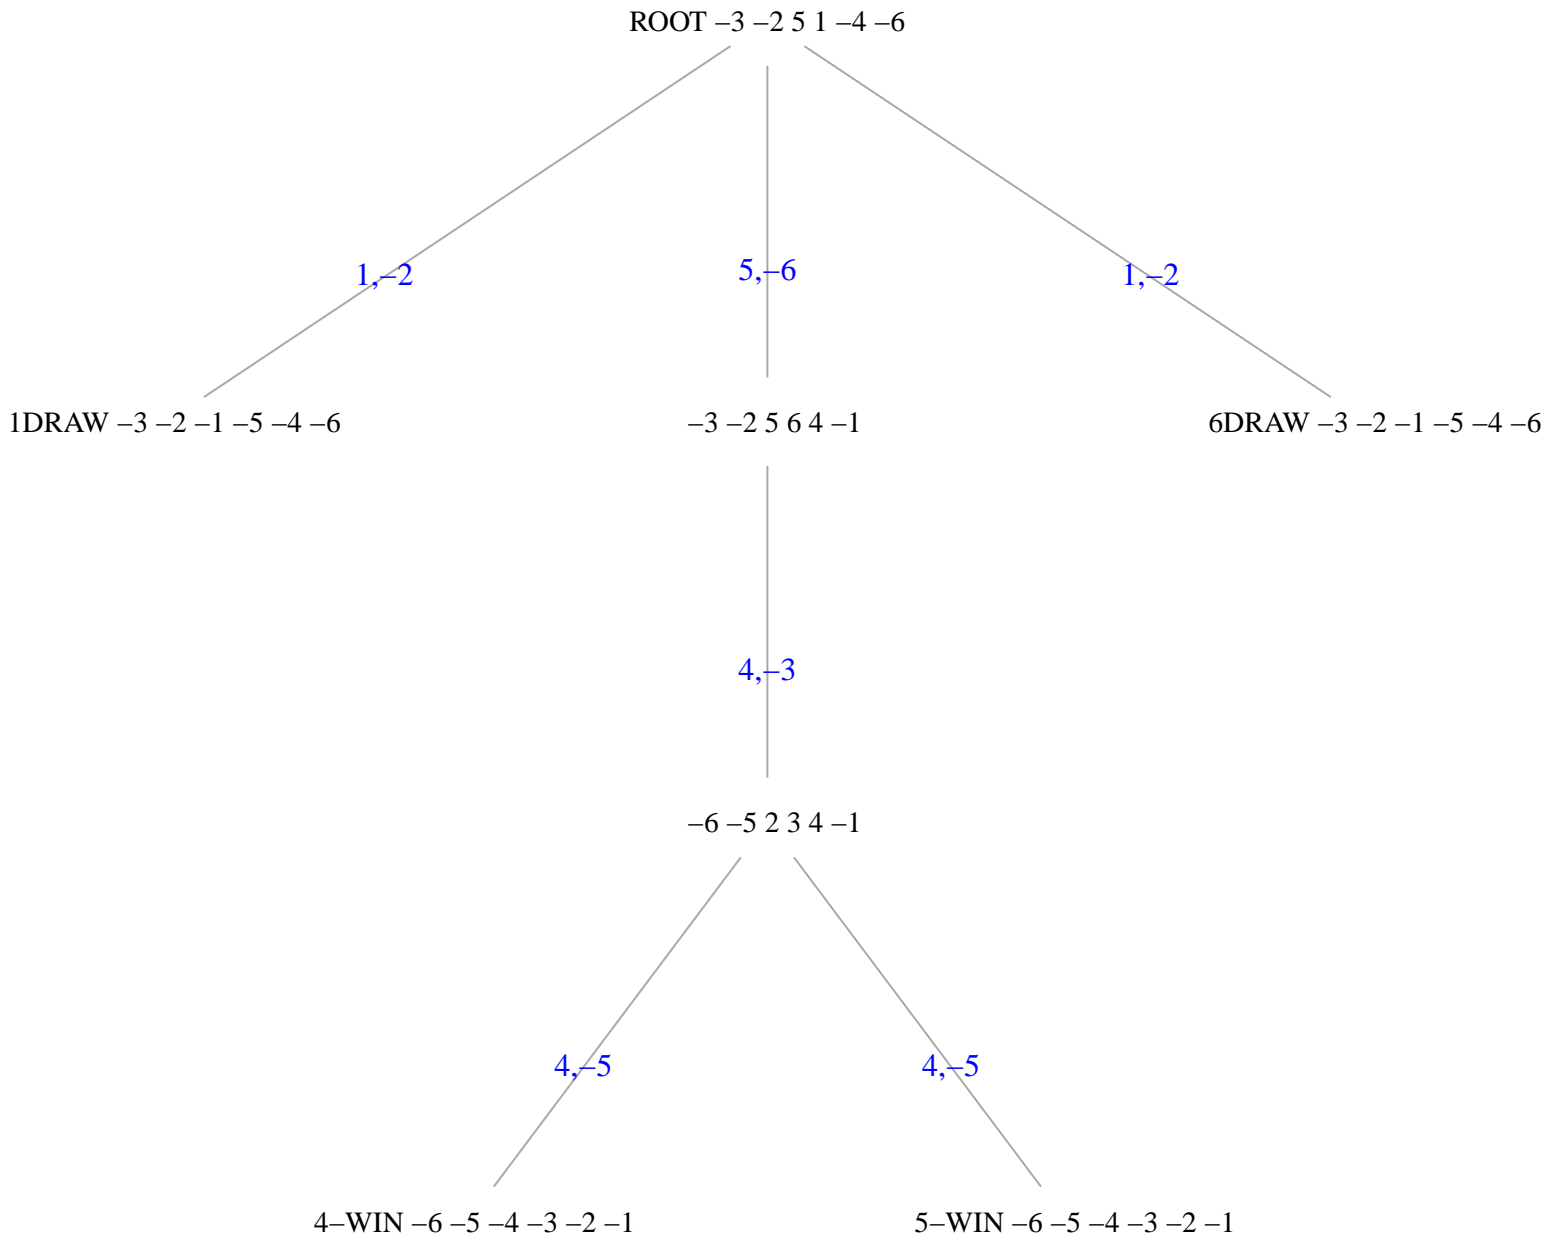 ROOT –3 –2 5 1 –4 –6
1,–2
5,–6
1,–2
1DRAW –3 –2 –1 –5 –4 –6
–3 –2 5 6 4 –1
6DRAW –3 –2 –1 –5 –4 –6
4,–3
–6 –5 2 3 4 –1
4,–5
4,–5
4–WIN –6 –5 –4 –3 –2 –1
5–WIN –6 –5 –4 –3 –2 –1